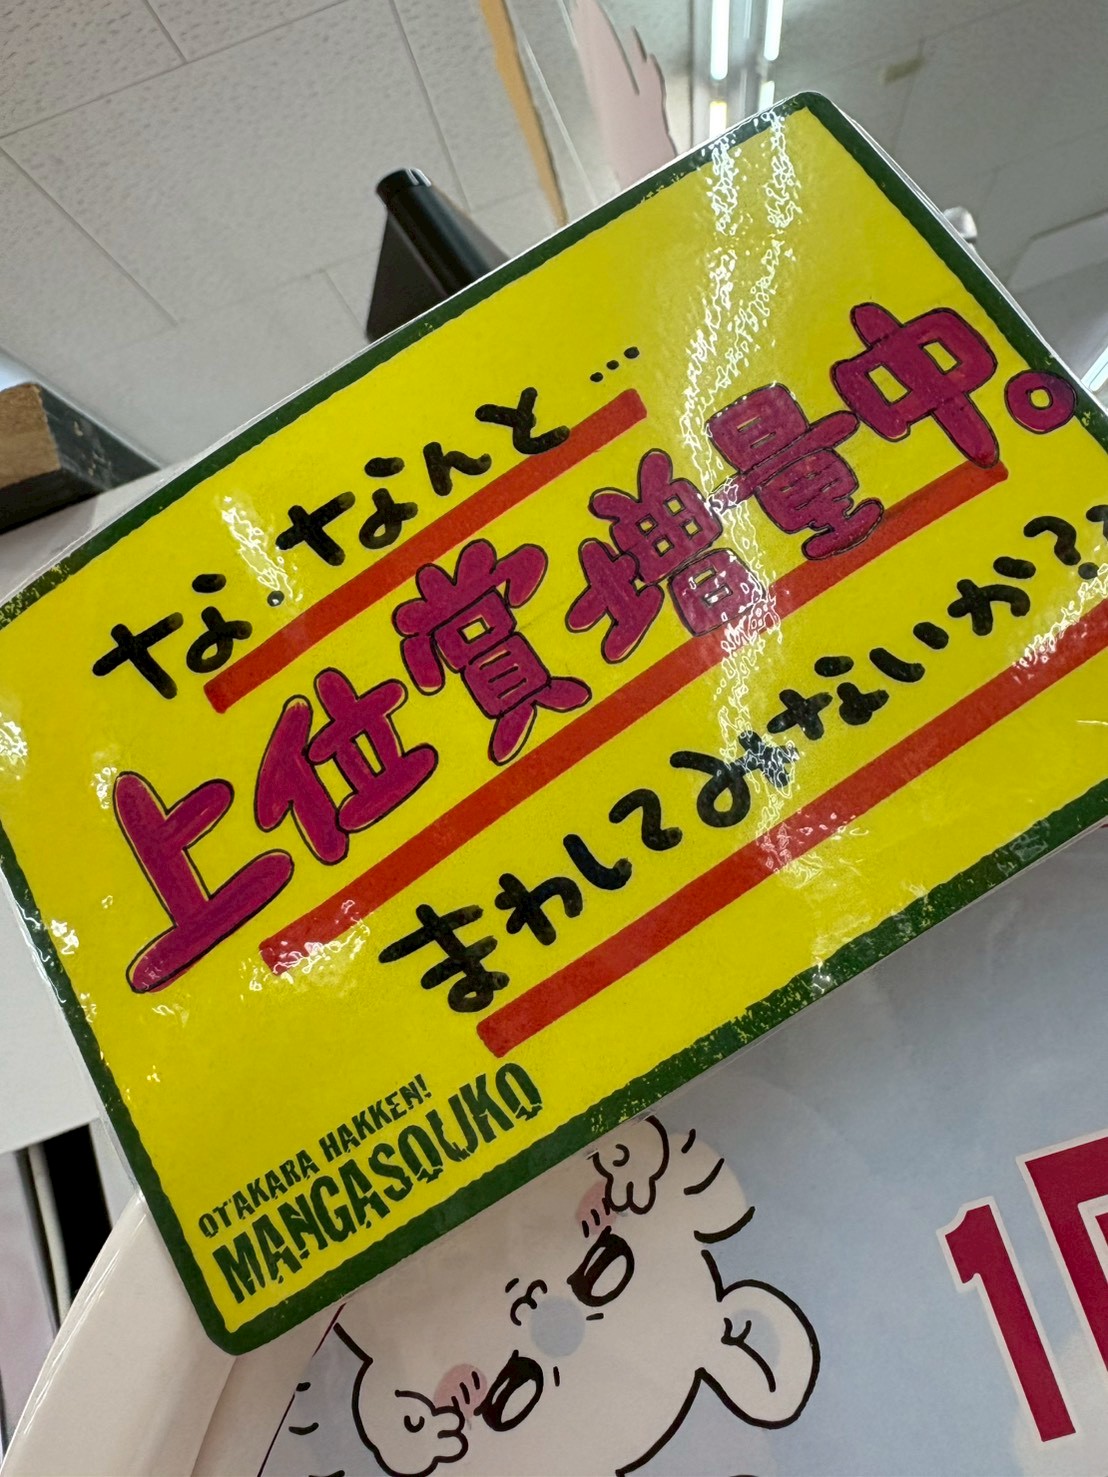 な・なんと…
上位賞増量中。
まわしてみないか?
OTAKARA HAKKEN!
MANGASOUKO
1